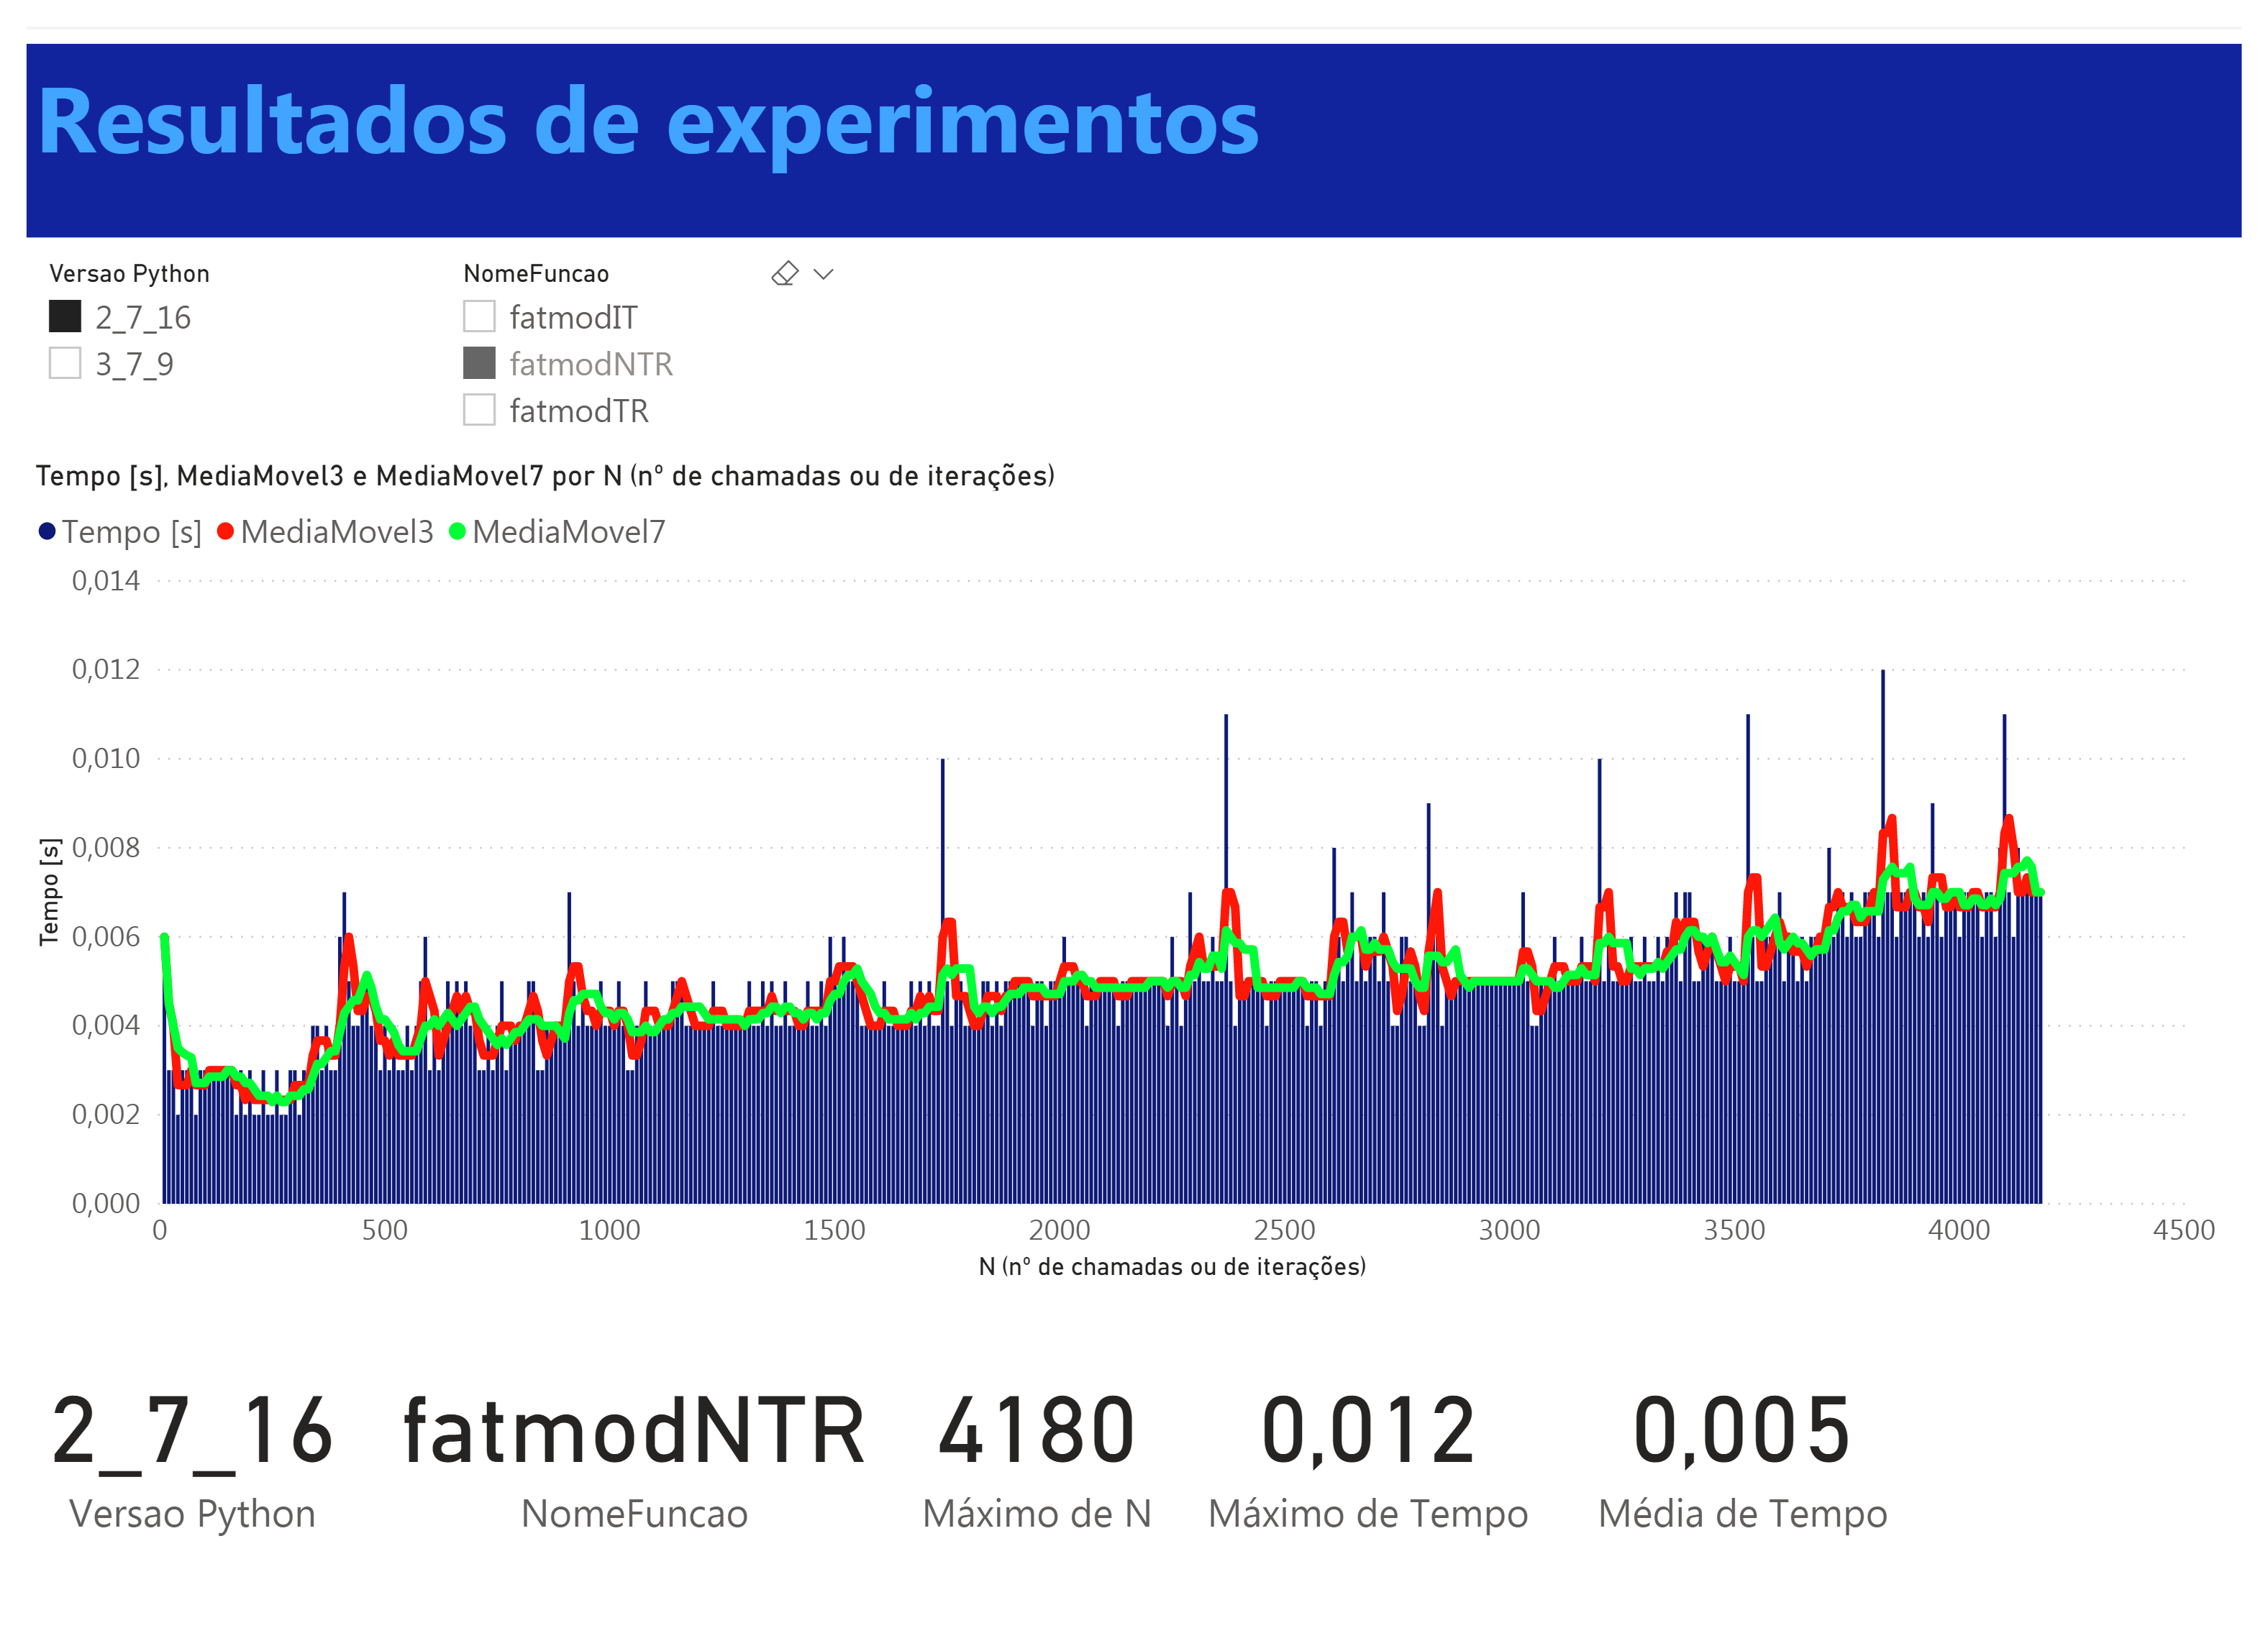 Resultados de experimentos
Versao Python
2_7_16
3_7_9
NomeFuncao
fatmodIT
fatmodNTR
fatmodTR
Tempo [s], MediaMovel3 e MediaMovel7 por N (nº de chamadas ou de iterações)
Tempo [s] MediaMovel3 MediaMovel7
Tempo [s]
0,014
0,012
0,010
0,008
0,006
0,004
0,002
0,000
0 500 1000 1500 2000 2500 3000 3500 4000 4500
N (nº de chamadas ou de iterações)
2_7_16 fatmodNTR 4180 0,012 0,005
Versao Python NomeFuncao Máximo de N Máximo de Tempo Média de Tempo